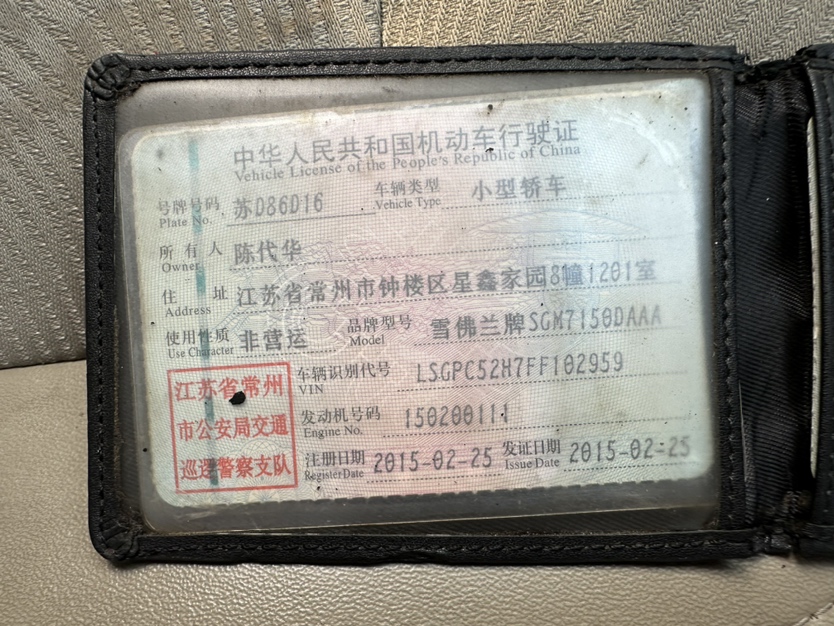 中华人民共和国机动车行驶证
Vehicle License of the People's Republic of China
号牌号码 苏D86D16 车辆类型 小型轿车
Plate No. Vehicle Type
所有人 陈代华
Owner
住址 江苏省常州市钟楼区星鑫家园8幢1201室
Address
使用性质 非营运 品牌型号 雪佛兰牌SGM7150DAAA
Use Character Model
车辆识别代号 LSGPC52H7FF102959
VIN
发动机号码 150200111
Engine No.
注册日期 2015-02-25 发证日期 2015-02-25
Register Date Issue Date
江苏省常州
市公安局交通
巡逻警察支队